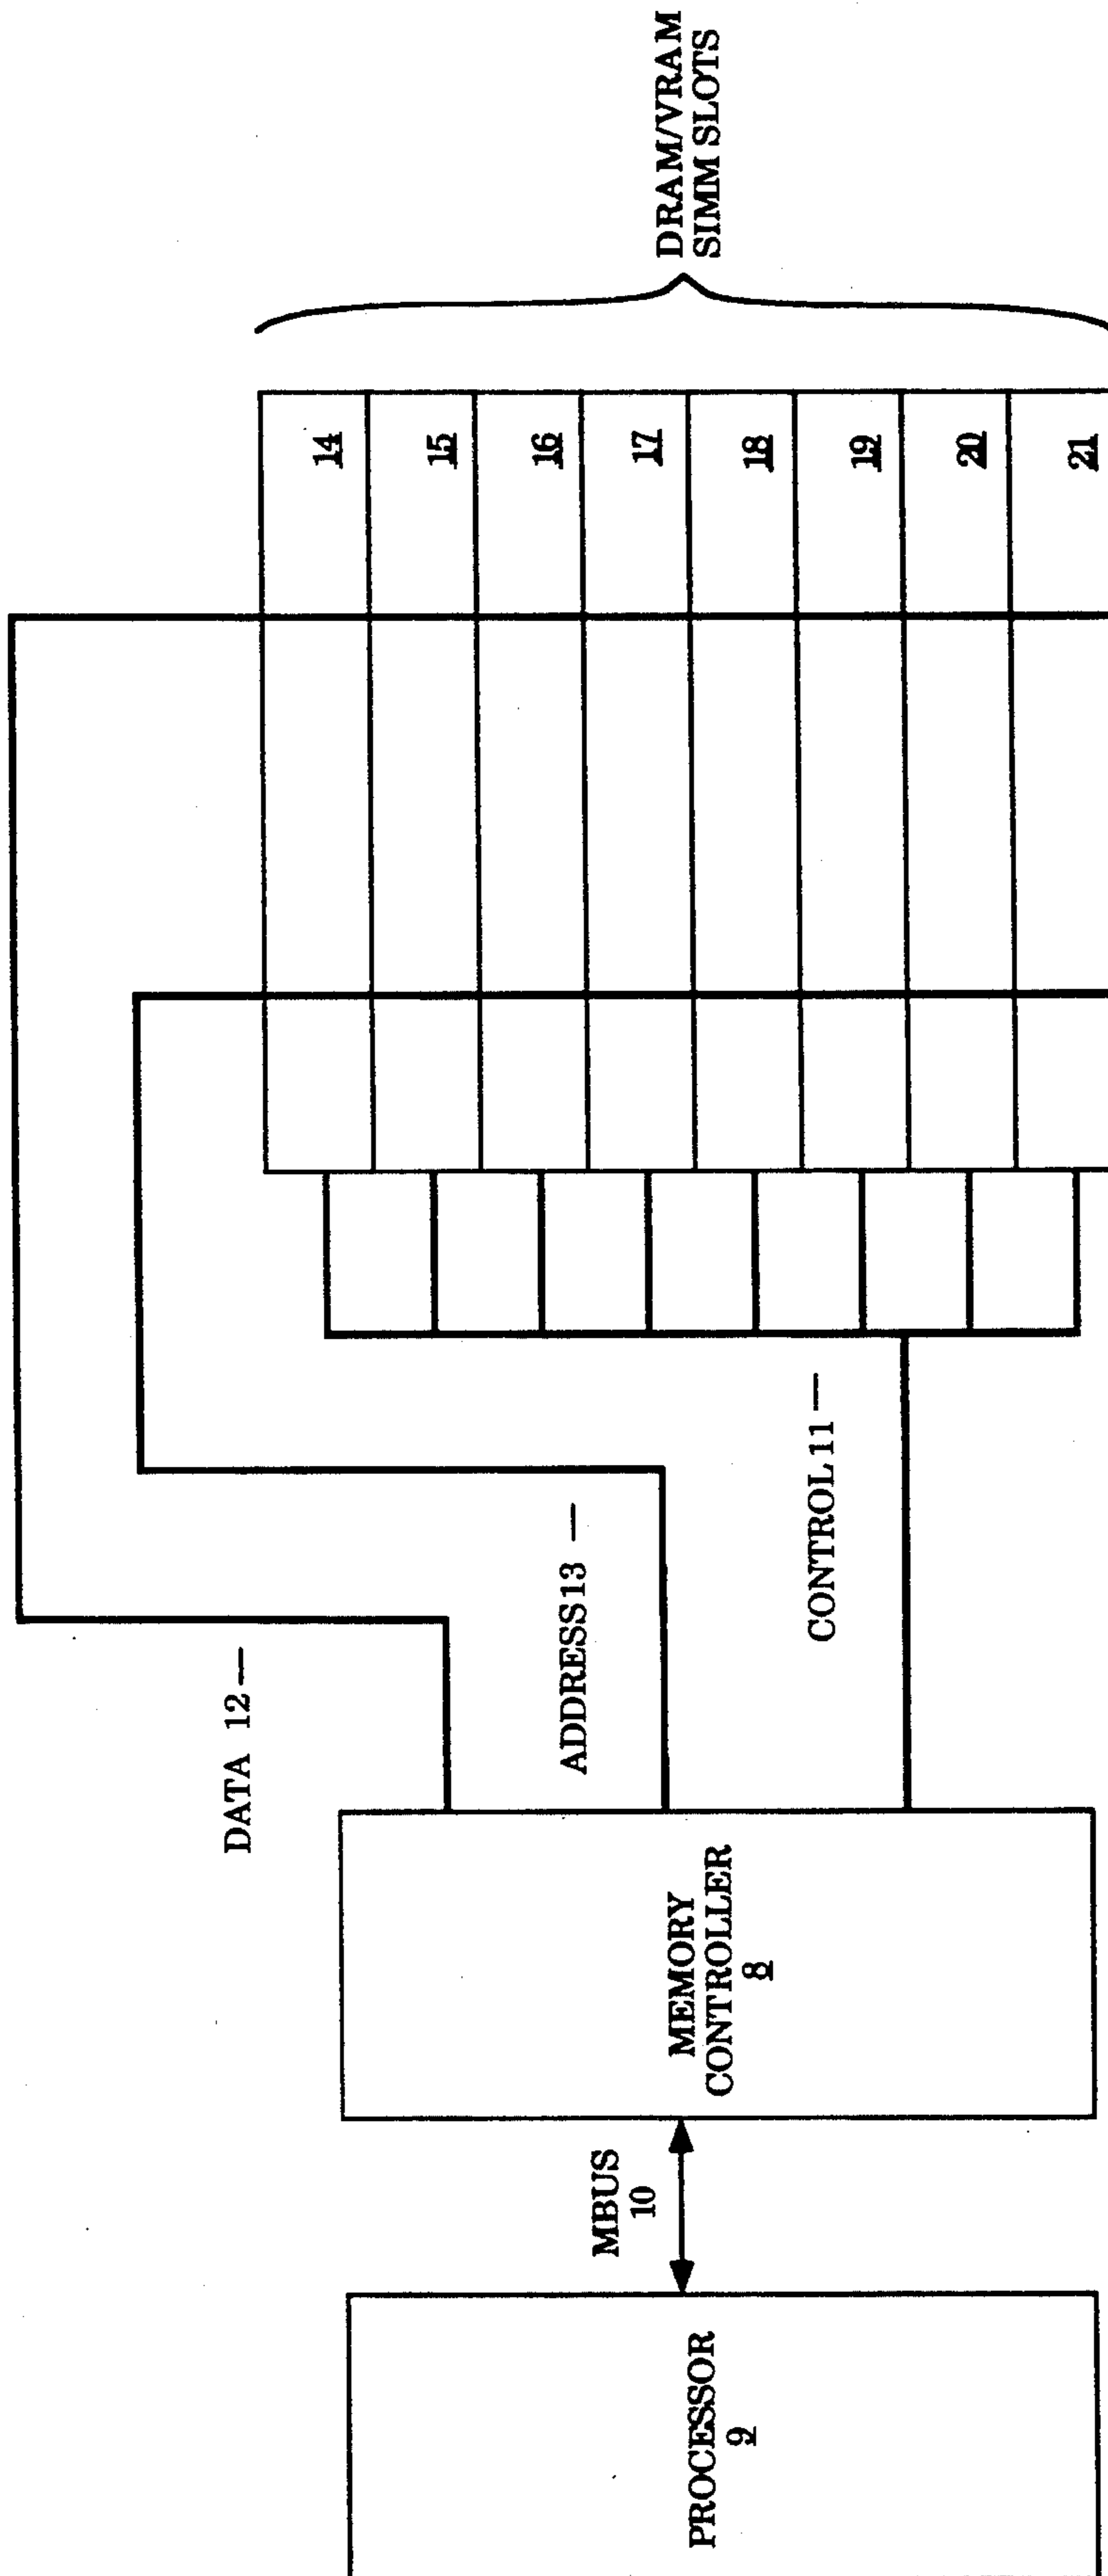 DATA 12
ADDRESS 13
CONTROL 11
PROCESSOR
9
MBUS
10
MEMORY
CONTROLLER
8
14
15
16
17
18
19
20
21
DRAM/VRAM
SIMM SLOTS